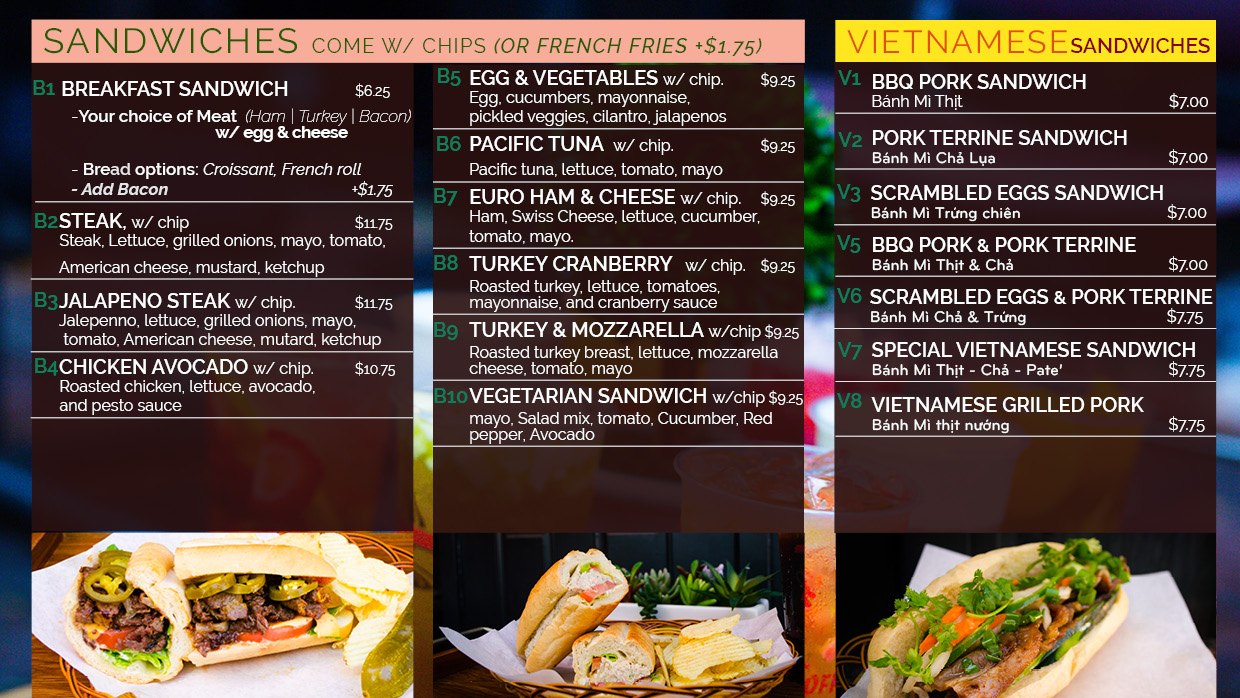 SANDWICHES COME W/ CHIPS (OR FRENCH FRIES +$1.75)
B1 BREAKFAST SANDWICH $6.25
-Your choice of Meat (Ham | Turkey | Bacon)
w/ egg & cheese
- Bread options: Croissant, French roll
- Add Bacon +$1.75
B2 STEAK, w/ chip $11.75
Steak, Lettuce, grilled onions, mayo, tomato,
American cheese, mustard, ketchup
B3 JALAPENO STEAK w/ chip. $11.75
Jalepenno, lettuce, grilled onions, mayo,
tomato, American cheese, mutard, ketchup
B4 CHICKEN AVOCADO w/ chip. $10.75
Roasted chicken, lettuce, avocado,
and pesto sauce
B5 EGG & VEGETABLES w/ chip. $9.25
Egg, cucumbers, mayonnaise,
pickled veggies, cilantro, jalapenos
B6 PACIFIC TUNA w/ chip. $9.25
Pacific tuna, lettuce, tomato, mayo
B7 EURO HAM & CHEESE w/ chip. $9.25
Ham, Swiss Cheese, lettuce, cucumber,
tomato, mayo.
B8 TURKEY CRANBERRY w/ chip. $9.25
Roasted turkey, lettuce, tomatoes,
mayonnaise, and cranberry sauce
B9 TURKEY & MOZZARELLA w/chip $9.25
Roasted turkey breast, lettuce, mozzarella
cheese, tomato, mayo
B10 VEGETARIAN SANDWICH w/chip $9.25
mayo, Salad mix, tomato, Cucumber, Red
pepper, Avocado
VIETNAMESE SANDWICHES
V1 BBQ PORK SANDWICH
Bánh Mì Thịt $7.00
V2 PORK TERRINE SANDWICH
Bánh Mì Chả Lụa $7.00
V3 SCRAMBLED EGGS SANDWICH
Bánh Mì Trứng chiên $7.00
V5 BBQ PORK & PORK TERRINE
Bánh Mì Thịt & Chả $7.00
V6 SCRAMBLED EGGS & PORK TERRINE
Bánh Mì Chả & Trứng $7.75
V7 SPECIAL VIETNAMESE SANDWICH
Bánh Mì Thịt - Chả - Pate' $7.75
V8 VIETNAMESE GRILLED PORK
Bánh Mì thịt nướng $7.75